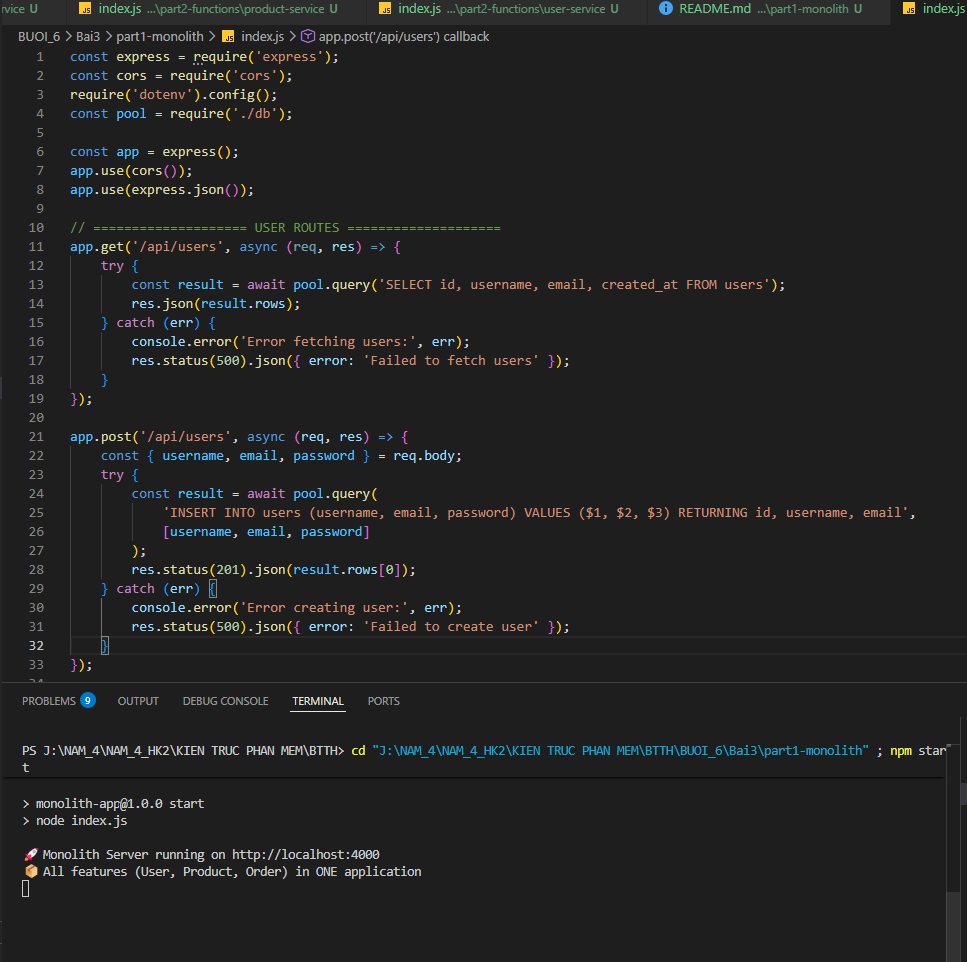 rvice U index.js ...\part2-functions\product-service U index.js ...\part2-functions\user-service U README.md ...\part1-monolith U index.js
BUOI_6 > Bai3 > part1-monolith > index.js > app.post('/api/users') callback
1 const express = require('express');
2 const cors = require('cors');
3 require('dotenv').config();
4 const pool = require('./db');
5
6 const app = express();
7 app.use(cors());
8 app.use(express.json());
9
10 // ==================== USER ROUTES ====================
11 app.get('/api/users', async (req, res) => {
12 try {
13 const result = await pool.query('SELECT id, username, email, created_at FROM users');
14 res.json(result.rows);
15 } catch (err) {
16 console.error('Error fetching users:', err);
17 res.status(500).json({ error: 'Failed to fetch users' });
18 }
19 });
20
21 app.post('/api/users', async (req, res) => {
22 const { username, email, password } = req.body;
23 try {
24 const result = await pool.query(
25 'INSERT INTO users (username, email, password) VALUES ($1, $2, $3) RETURNING id, username, email',
26 [username, email, password]
27 );
28 res.status(201).json(result.rows[0]);
29 } catch (err) {
30 console.error('Error creating user:', err);
31 res.status(500).json({ error: 'Failed to create user' });
32 }
33 });
34
PROBLEMS 9 OUTPUT DEBUG CONSOLE TERMINAL PORTS
PS J:\NAM_4\NAM_4_HK2\KIEN TRUC PHAN MEM\BTTH> cd "J:\NAM_4\NAM_4_HK2\KIEN TRUC PHAN MEM\BTTH\BUOI_6\Bai3\part1-monolith" ; npm star
t
> monolith-app@1.0.0 start
> node index.js
🚀 Monolith Server running on http://localhost:4000
📦 All features (User, Product, Order) in ONE application